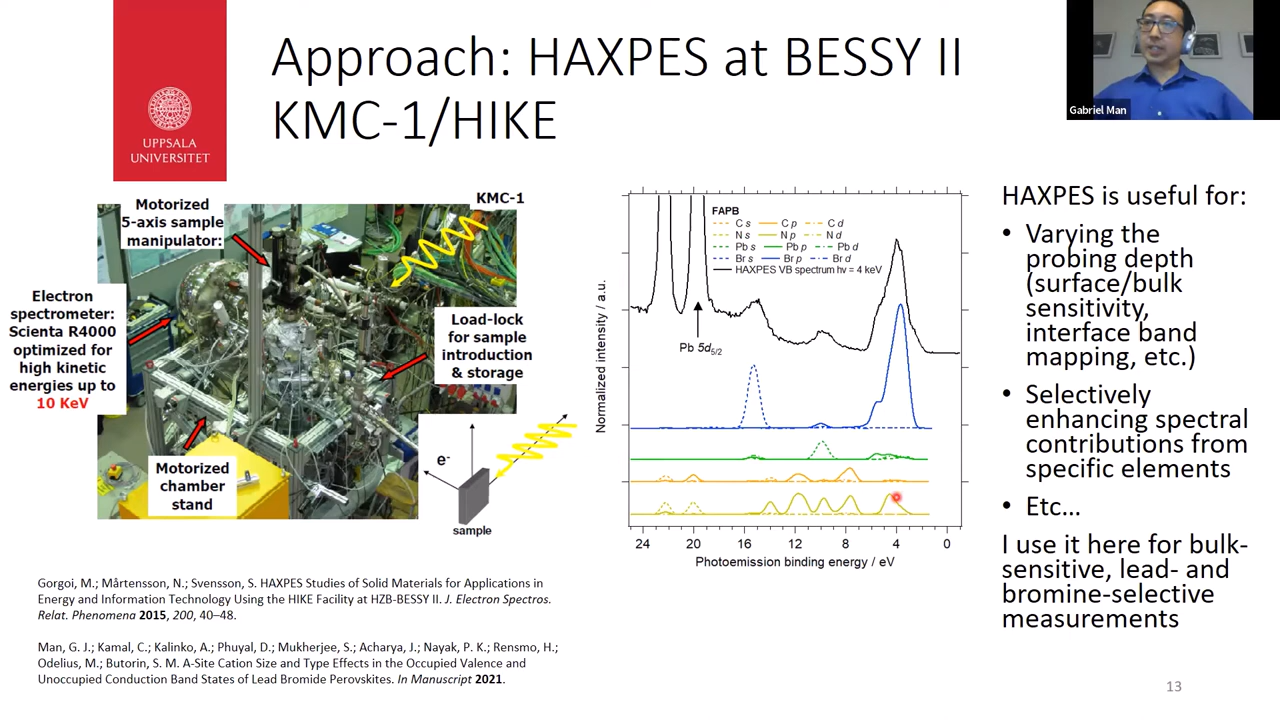 Approach: HAXPES at BESSY II
KMC-1/HIKE
UPPSALA
UNIVERSITET
Gabriel Man
Motorized
5-axis sample
manipulator:
KMC-1
Electron
spectrometer:
Scienta R4000
optimized for
high kinetic
energies up to
10 KeV
Load-lock
for sample
introduction
& storage
Motorized
chamber
stand
e-
sample
Normalized intensity / a.u.
FAPB
C s C p C d
N s N p N d
Pb s Pb p Pb d
Br s Br p Br d
HAXPES VB spectrum hv = 4 keV
Pb 5d5/2
24 20 16 12 8 4 0
Photoemission binding energy / eV
HAXPES is useful for:
• Varying the
probing depth
(surface/bulk
sensitivity,
interface band
mapping, etc.)
• Selectively
enhancing spectral
contributions from
specific elements
• Etc...
I use it here for bulk-
sensitive, lead- and
bromine-selective
measurements
Gorgoi, M.; Mårtensson, N.; Svensson, S. HAXPES Studies of Solid Materials for Applications in
Energy and Information Technology Using the HIKE Facility at HZB-BESSY II. J. Electron Spectros.
Relat. Phenomena 2015, 200, 40–48.
Man, G. J.; Kamal, C.; Kalinko, A.; Phuyal, D.; Mukherjee, S.; Acharya, J.; Nayak, P. K.; Rensmo, H.;
Odelius, M.; Butorin, S. M. A-Site Cation Size and Type Effects in the Occupied Valence and
Unoccupied Conduction Band States of Lead Bromide Perovskites. In Manuscript 2021.
13